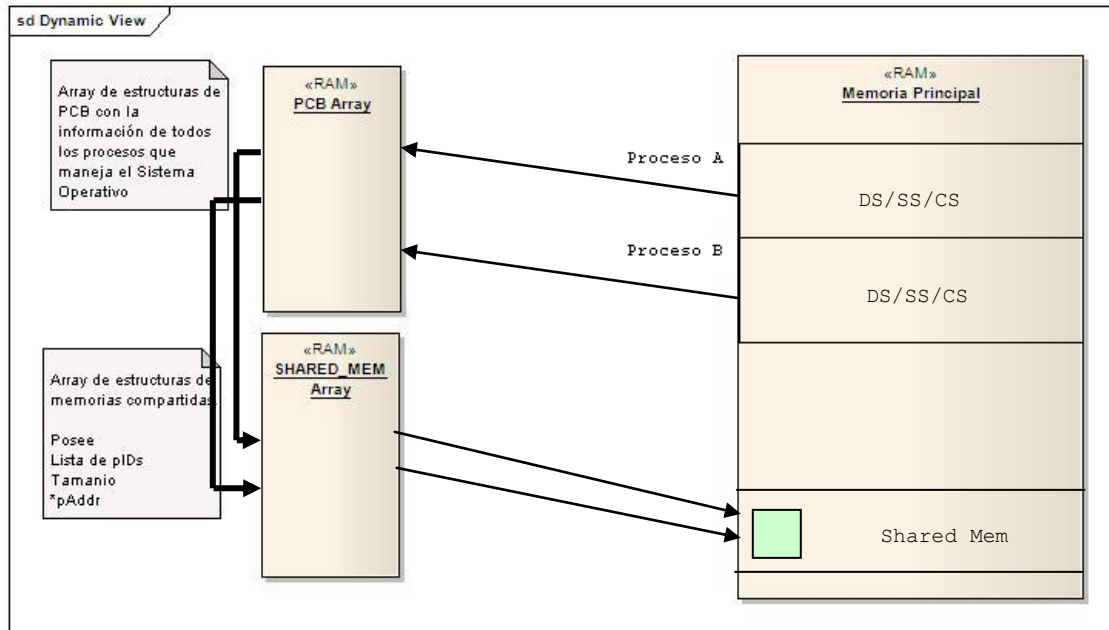 sd Dynamic View
Array de estructuras de
PCB con la
información de todos
los procesos que
maneja el Sistema
Operativo
«RAM»
PCB Array
Proceso A
Proceso B
«RAM»
Memoria Principal
DS/SS/CS
DS/SS/CS
Shared Mem
Array de estructuras de
memorias compartidas
Posee
Lista de pIDs
Tamanio
*pAddr
«RAM»
SHARED_MEM
Array